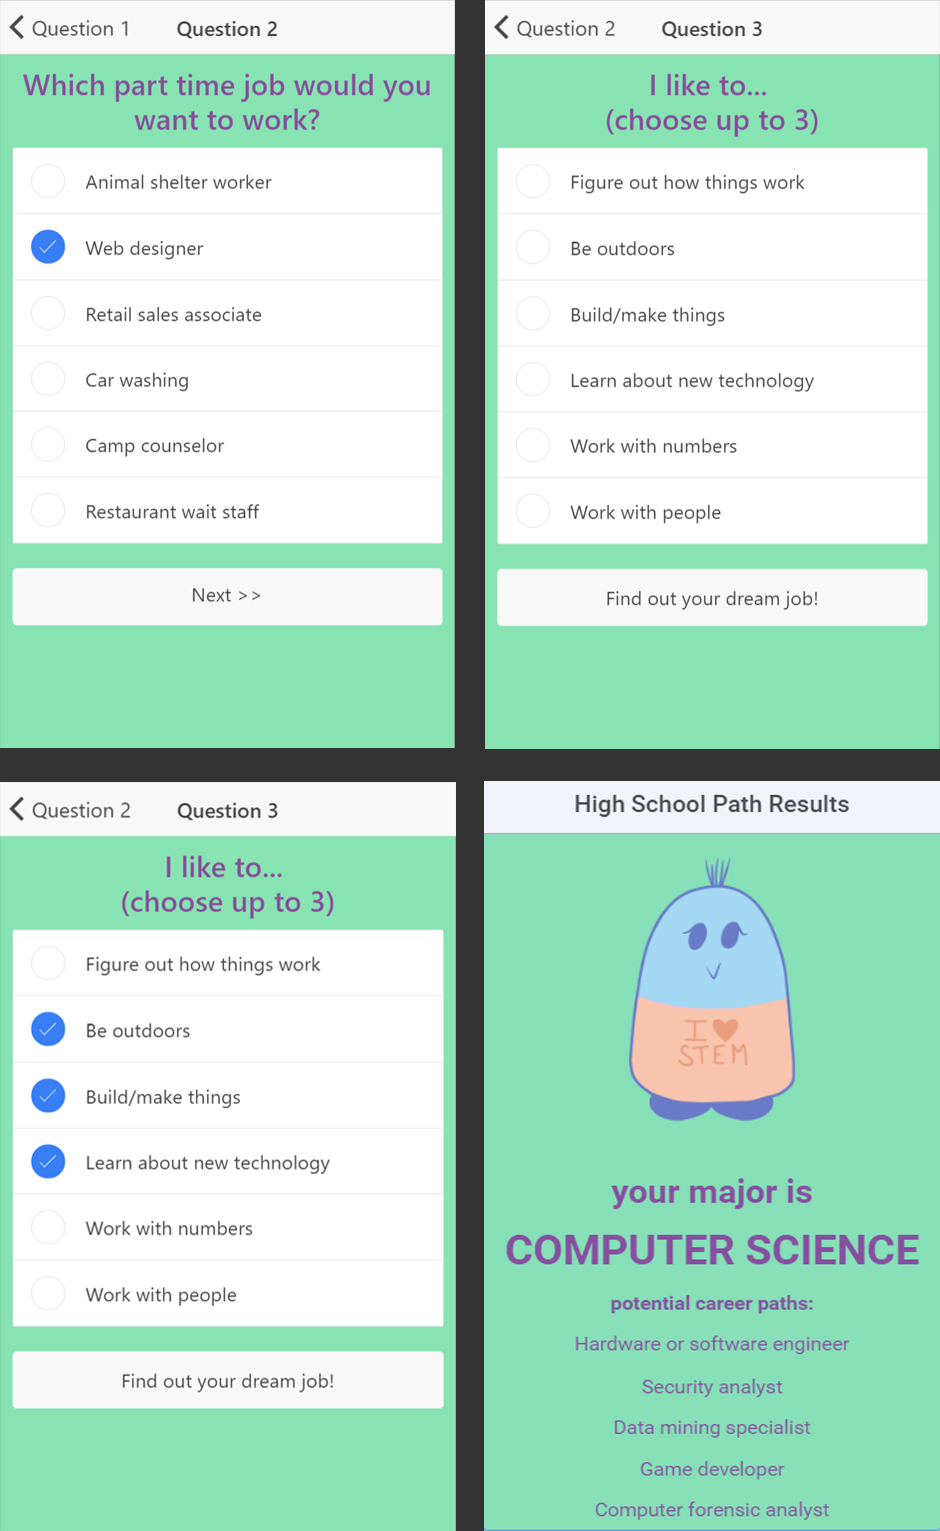 Question 1 Question 2
Which part time job would you
want to work?
Animal shelter worker
Web designer
Retail sales associate
Car washing
Camp counselor
Restaurant wait staff
Next >>
Question 2 Question 3
I like to...
(choose up to 3)
Figure out how things work
Be outdoors
Build/make things
Learn about new technology
Work with numbers
Work with people
Find out your dream job!
Question 2 Question 3
I like to...
(choose up to 3)
Figure out how things work
Be outdoors
Build/make things
Learn about new technology
Work with numbers
Work with people
Find out your dream job!
High School Path Results
I ♥
STEM
your major is
COMPUTER SCIENCE
potential career paths:
Hardware or software engineer
Security analyst
Data mining specialist
Game developer
Computer forensic analyst